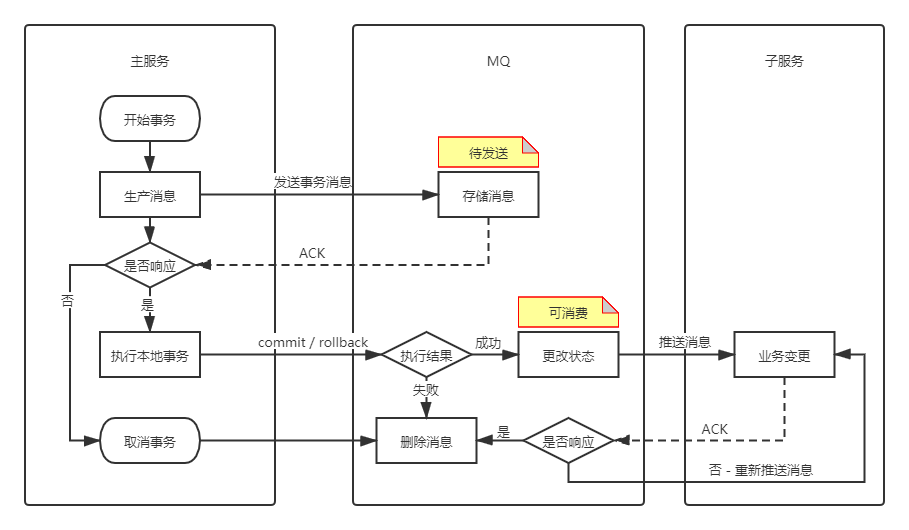 主服务
MQ
子服务
开始事务
待发送
生产消息
发送事务消息
存储消息
ACK
是否响应
否
是
可消费
执行本地事务
commit / rollback
执行结果
成功
更改状态
推送消息
业务变更
失败
取消事务
删除消息
是
是否响应
ACK
否 - 重新推送消息